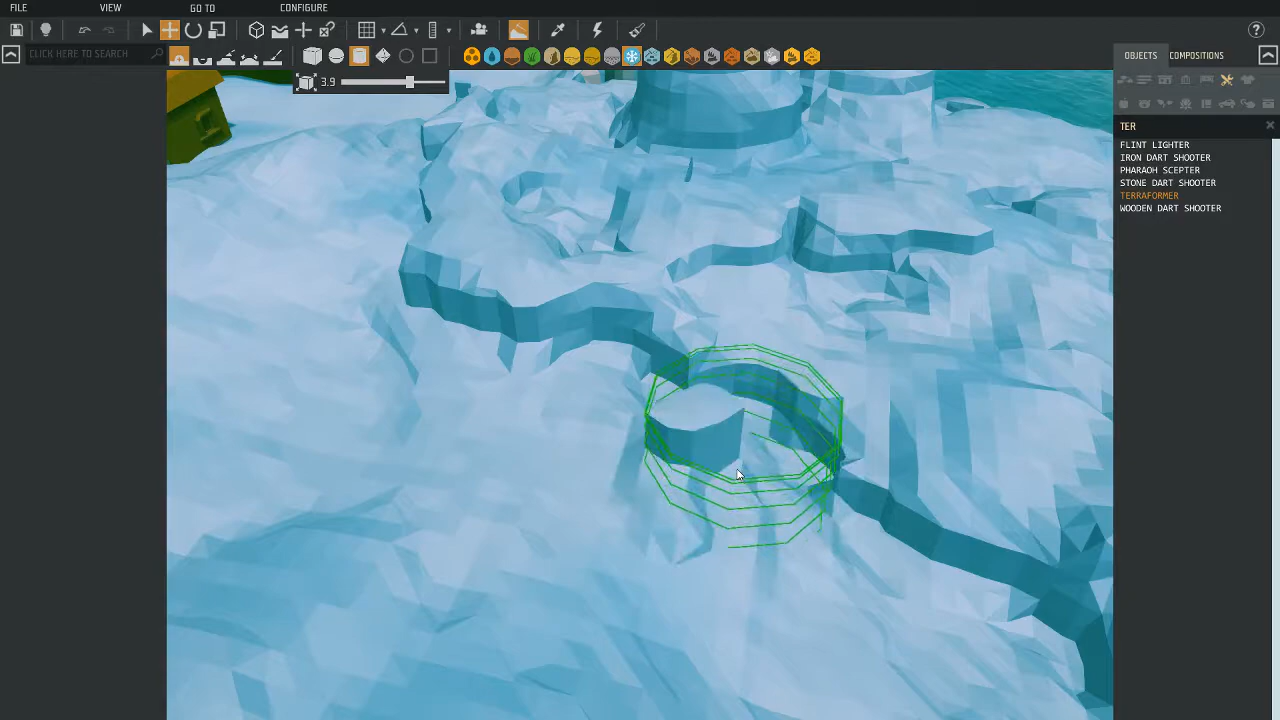 FILE VIEW GO TO CONFIGURE
CLICK HERE TO SEARCH
3.9
OBJECTS COMPOSITIONS
TER
FLINT LIGHTER
IRON DART SHOOTER
PHARAOH SCEPTER
STONE DART SHOOTER
TERRAFORMER
WOODEN DART SHOOTER